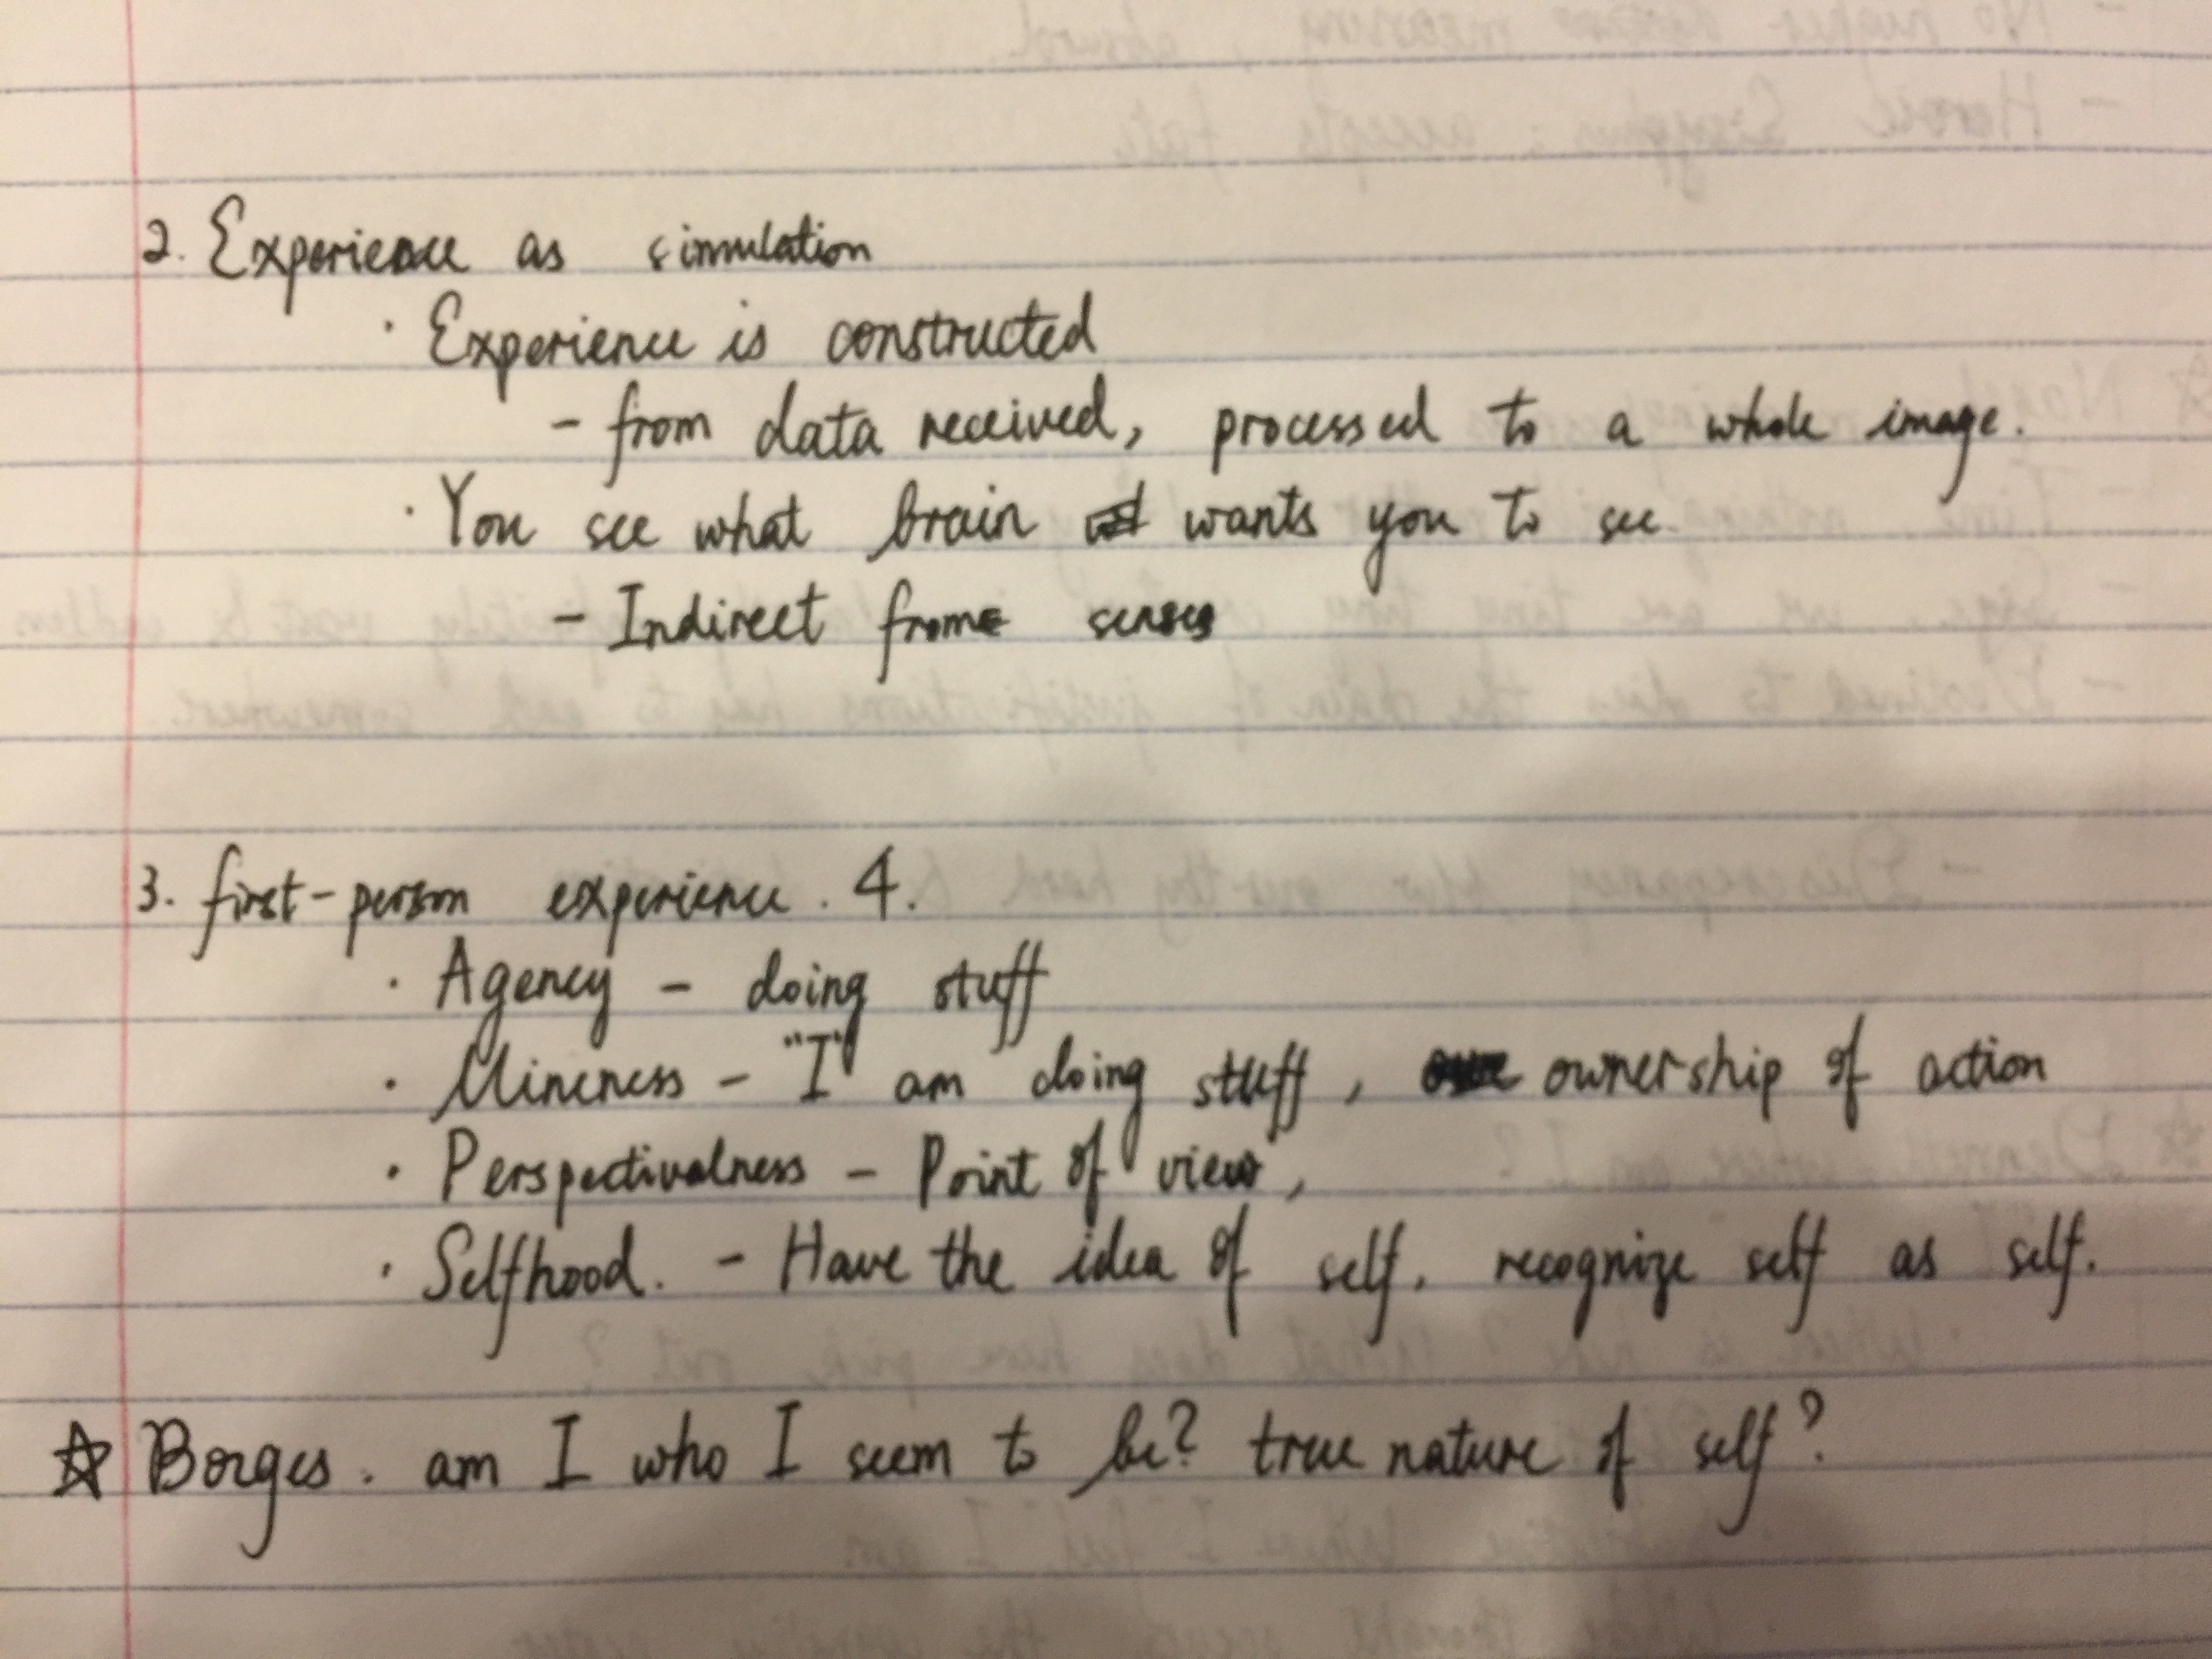 2. Experience as simulation
· Experience is constructed
- from data received, processed to a whole image.
· You see what brain wants you to see
- Indirect from senses
3. first-person experience. 4.
· Agency - doing stuff
· Mineness - "I" am doing stuff, ownership of action
· Perspectivalness - Point of view,
· Selfhood. - Have the idea of self. recognize self as self.
☆ Borges. am I who I seem to be? true nature of self?